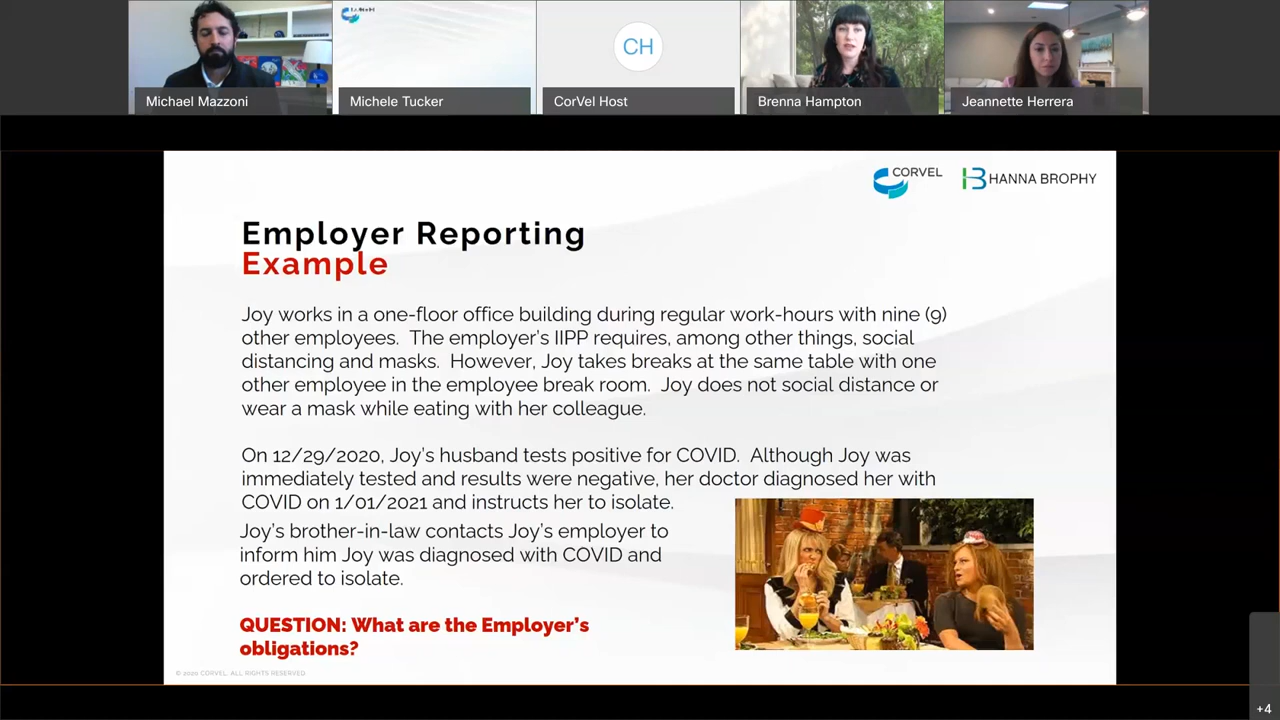 CH
Michael Mazzoni
Michele Tucker
CorVel Host
Brenna Hampton
Jeannette Herrera
CORVEL
HANNA BROPHY
Employer Reporting
Example
Joy works in a one-floor office building during regular work-hours with nine (9)
other employees. The employer's IIPP requires, among other things, social
distancing and masks. However, Joy takes breaks at the same table with one
other employee in the employee break room. Joy does not social distance or
wear a mask while eating with her colleague.
On 12/29/2020, Joy's husband tests positive for COVID. Although Joy was
immediately tested and results were negative, her doctor diagnosed her with
COVID on 1/01/2021 and instructs her to isolate.
Joy's brother-in-law contacts Joy's employer to
inform him Joy was diagnosed with COVID and
ordered to isolate.
QUESTION: What are the Employer's
obligations?
© 2020 CORVEL. ALL RIGHTS RESERVED.
+4